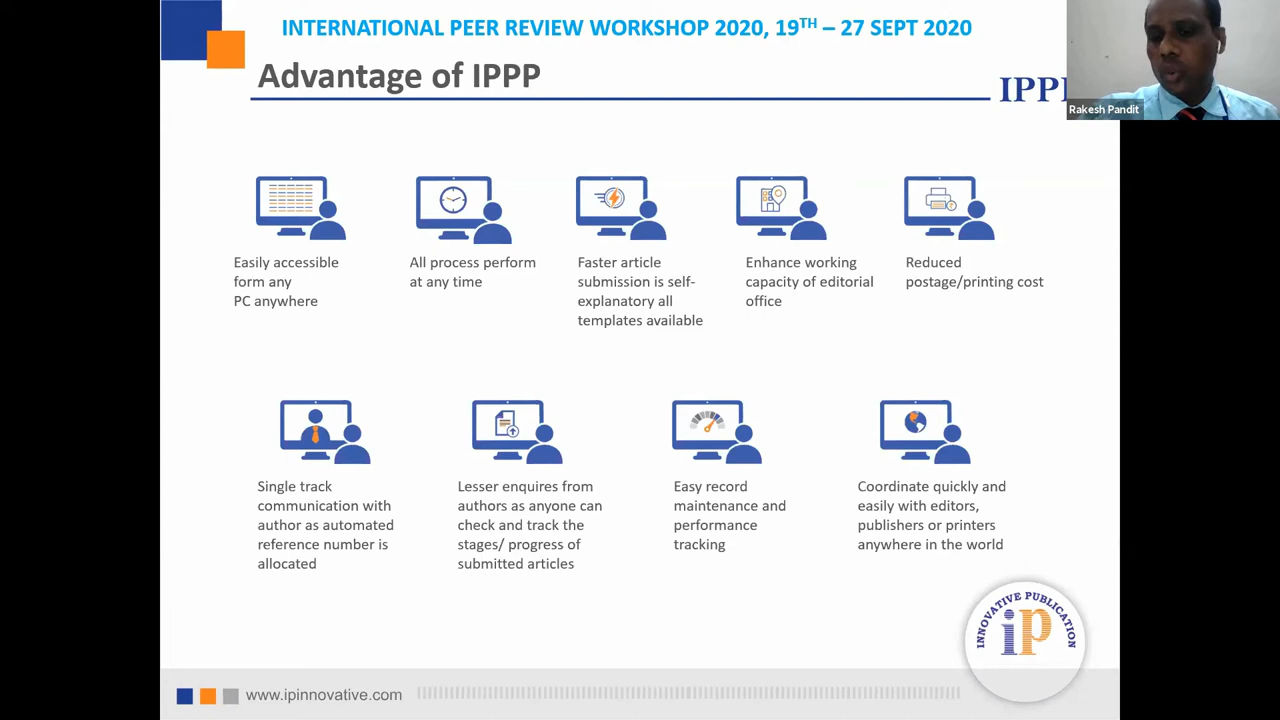 INTERNATIONAL PEER REVIEW WORKSHOP 2020, 19TH – 27 SEPT 2020
Advantage of IPPP
IPPP
Rakesh Pandit
Easily accessible
form any
PC anywhere
All process perform
at any time
Faster article
submission is self-
explanatory all
templates available
Enhance working
capacity of editorial
office
Reduced
postage/printing cost
Single track
communication with
author as automated
reference number is
allocated
Lesser enquires from
authors as anyone can
check and track the
stages/ progress of
submitted articles
Easy record
maintenance and
performance
tracking
Coordinate quickly and
easily with editors,
publishers or printers
anywhere in the world
INNOVATIVE PUBLICATION
iP
www.ipinnovative.com